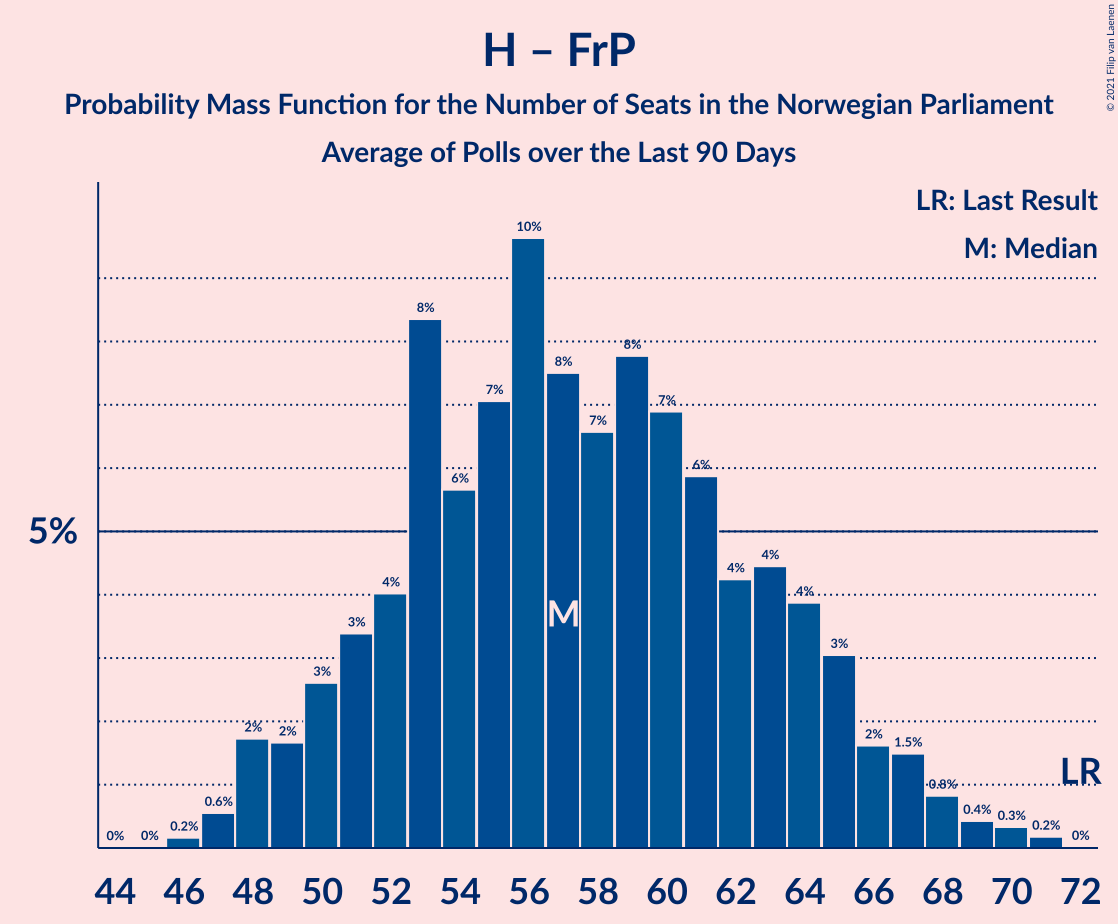 H – FrP
Probability Mass Function for the Number of Seats in the Norwegian Parliament
Average of Polls over the Last 90 Days
© 2021 Filip van Laenen
LR: Last Result
M: Median
5%
0% 0% 0.2% 0.6% 2% 2% 3% 3% 4% 8% 6% 7% 10% 8% 7% 8% 7% 6% 4% 4% 4% 3% 2% 1.5% 0.8% 0.4% 0.3% 0.2% 0%
M
LR
44 46 48 50 52 54 56 58 60 62 64 66 68 70 72